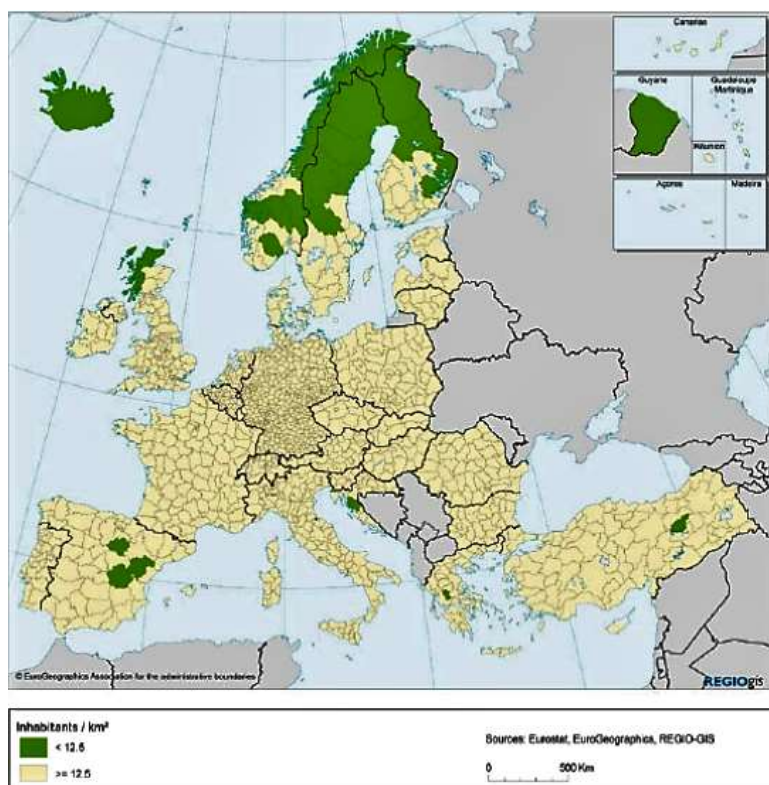 Canarias
Guyane
Guadeloupe
Martinique
Réunion
Açores
Madeira
© EuroGeographics Association for the administrative boundaries
REGIOgis
Inhabitants / km²
< 12.5
>= 12.5
Sources: Eurostat, EuroGeographics, REGIO-GIS
0 500 Km